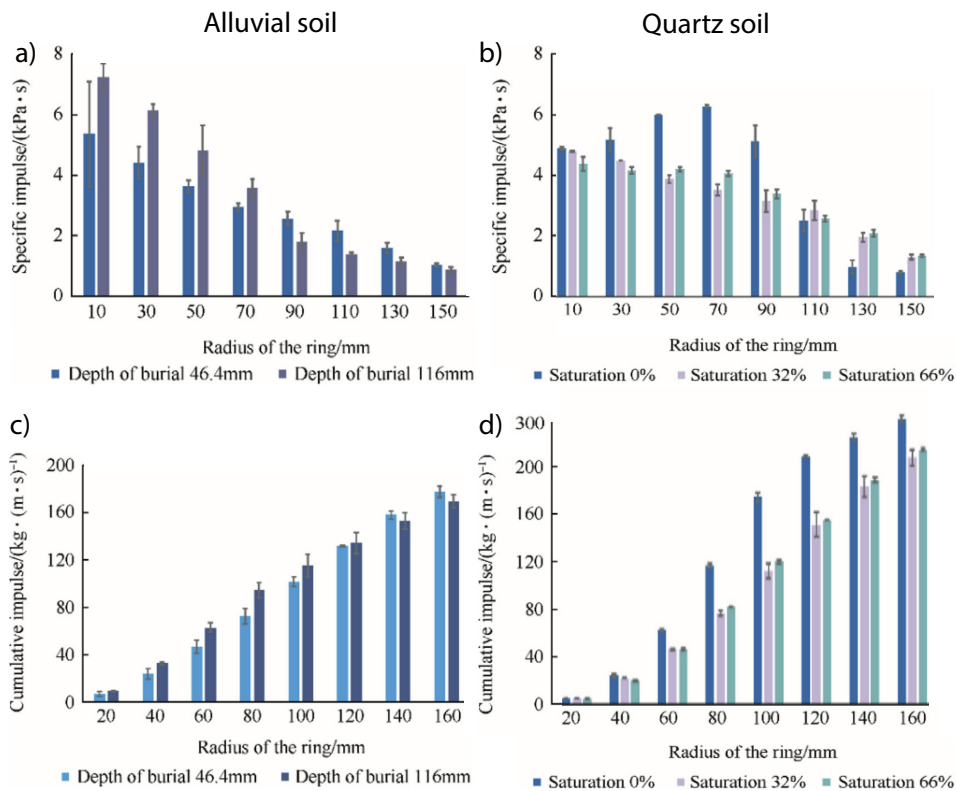 Alluvial soil
Quartz soil
a)
8
6
4
2
0
Specific impulse/(kPa · s)
10 30 50 70 90 110 130 150
Radius of the ring/mm
Depth of burial 46.4mm Depth of burial 116mm
b)
8
6
4
2
0
Specific impulse/(kPa · s)
10 30 50 70 90 110 130 150
Radius of the ring/mm
Saturation 0% Saturation 32% Saturation 66%
c)
200
160
120
80
40
0
Cumulative impulse/(kg · (m · s)⁻¹)
20 40 60 80 100 120 140 160
Radius of the ring/mm
Depth of burial 46.4mm Depth of burial 116mm
d)
300
200
160
120
80
40
0
Cumulative impulse/(kg · (m · s)⁻¹)
20 40 60 80 100 120 140 160
Radius of the ring/mm
Saturation 0% Saturation 32% Saturation 66%